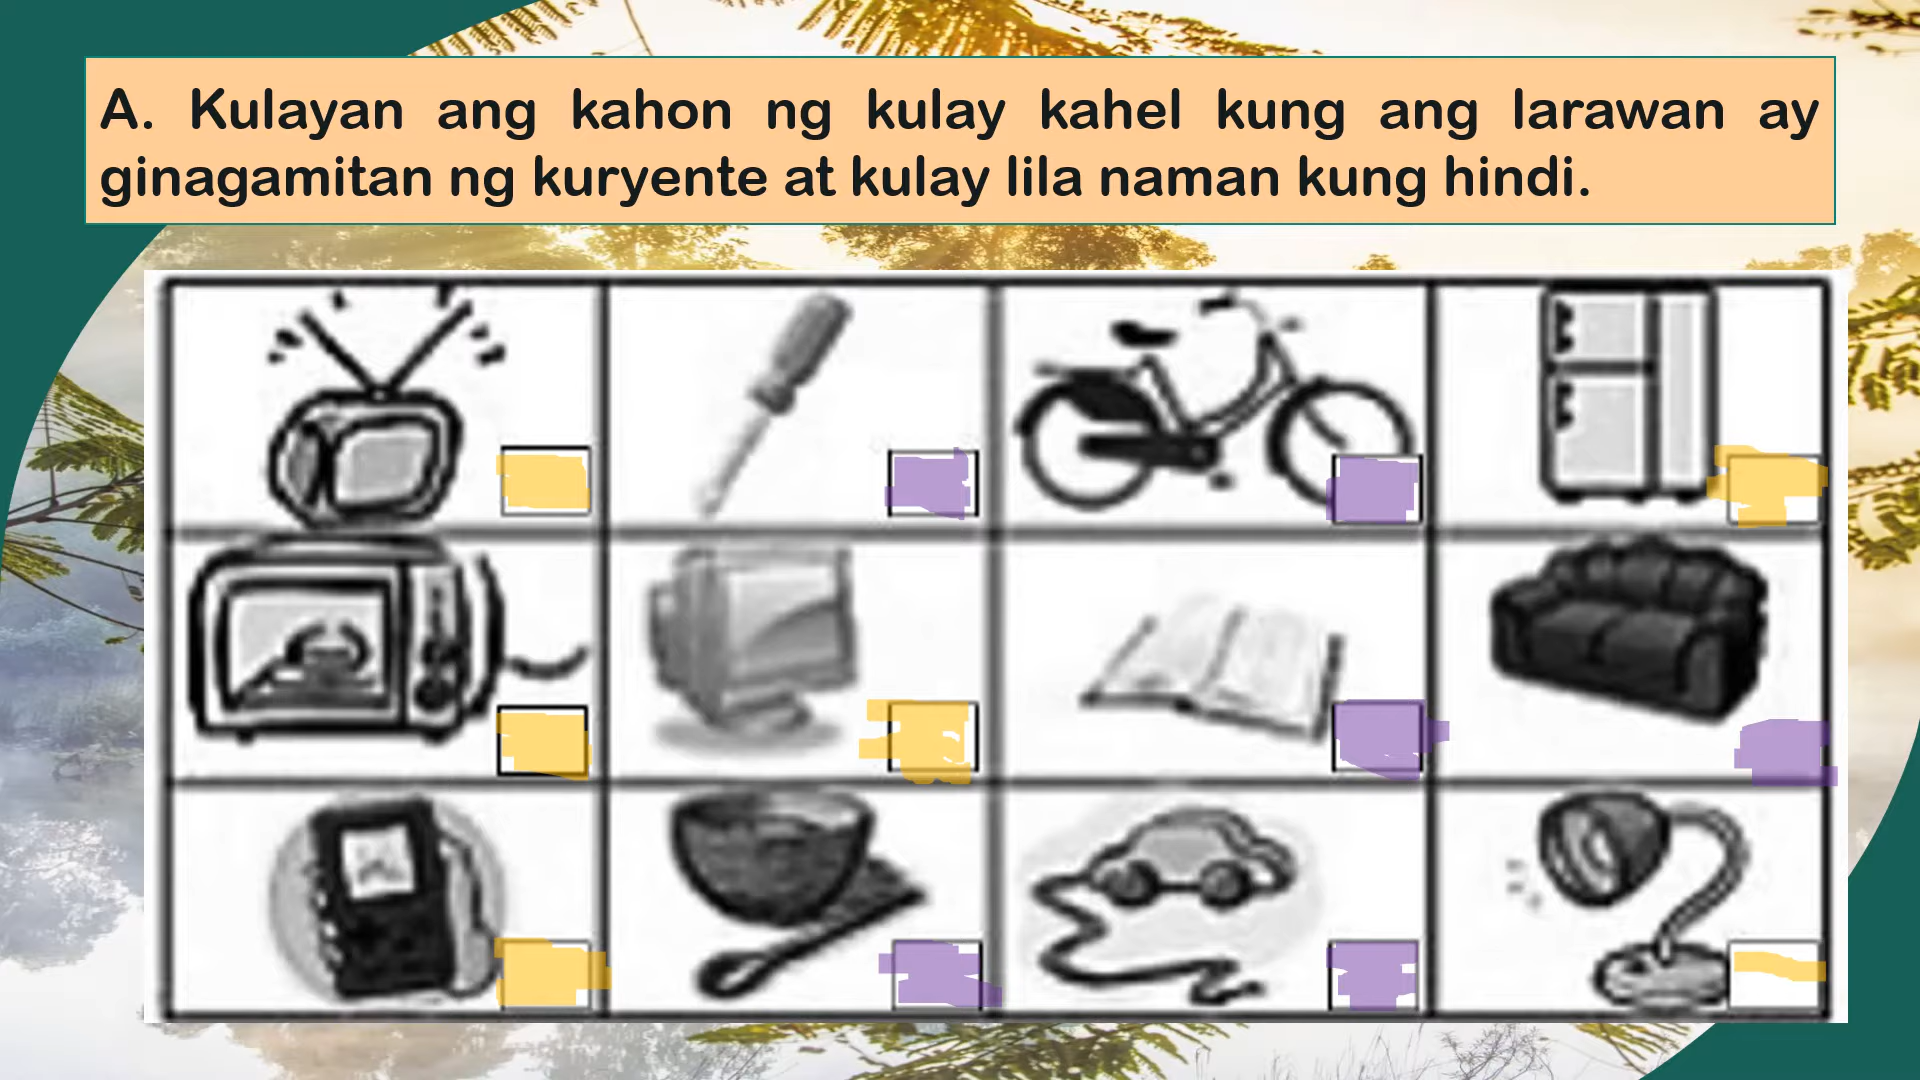 A. Kulayan ang kahon ng kulay kahel kung ang larawan ay
ginagamitan ng kuryente at kulay lila naman kung hindi.